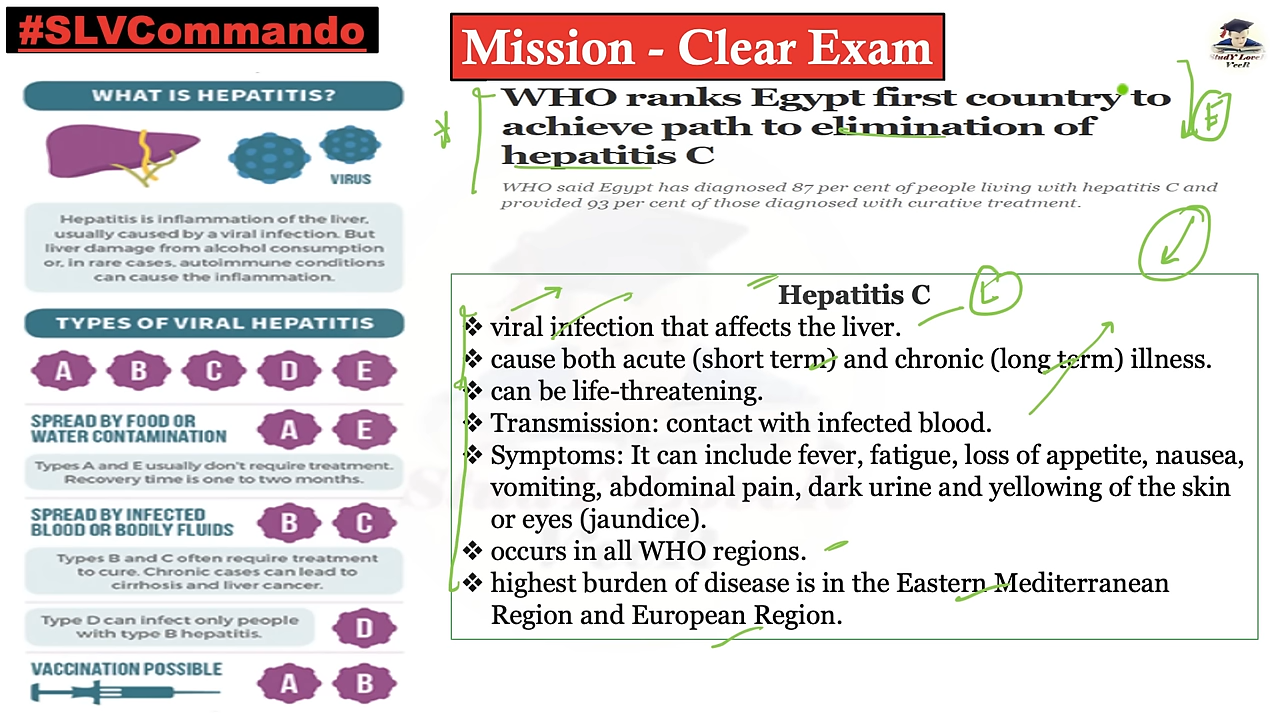 #SLVCommando
Mission - Clear Exam
StudY LoveR
VeeR
WHAT IS HEPATITIS?
VIRUS
Hepatitis is inflammation of the liver,
usually caused by a viral infection. But
liver damage from alcohol consumption
or, in rare cases, autoimmune conditions
can cause the inflammation.
TYPES OF VIRAL HEPATITIS
A B C D E
SPREAD BY FOOD OR
WATER CONTAMINATION
A E
Types A and E usually don't require treatment.
Recovery time is one to two months.
SPREAD BY INFECTED
BLOOD OR BODILY FLUIDS
B C
Types B and C often require treatment
to cure. Chronic cases can lead to
cirrhosis and liver cancer.
Type D can infect only people
with type B hepatitis.
D
VACCINATION POSSIBLE
A B
WHO ranks Egypt first country to
achieve path to elimination of
hepatitis C
E
WHO said Egypt has diagnosed 87 per cent of people living with hepatitis C and
provided 93 per cent of those diagnosed with curative treatment.
Hepatitis C
❖ viral infection that affects the liver.
❖ cause both acute (short term) and chronic (long term) illness.
❖ can be life-threatening.
❖ Transmission: contact with infected blood.
❖ Symptoms: It can include fever, fatigue, loss of appetite, nausea,
vomiting, abdominal pain, dark urine and yellowing of the skin
or eyes (jaundice).
❖ occurs in all WHO regions.
❖ highest burden of disease is in the Eastern Mediterranean
Region and European Region.